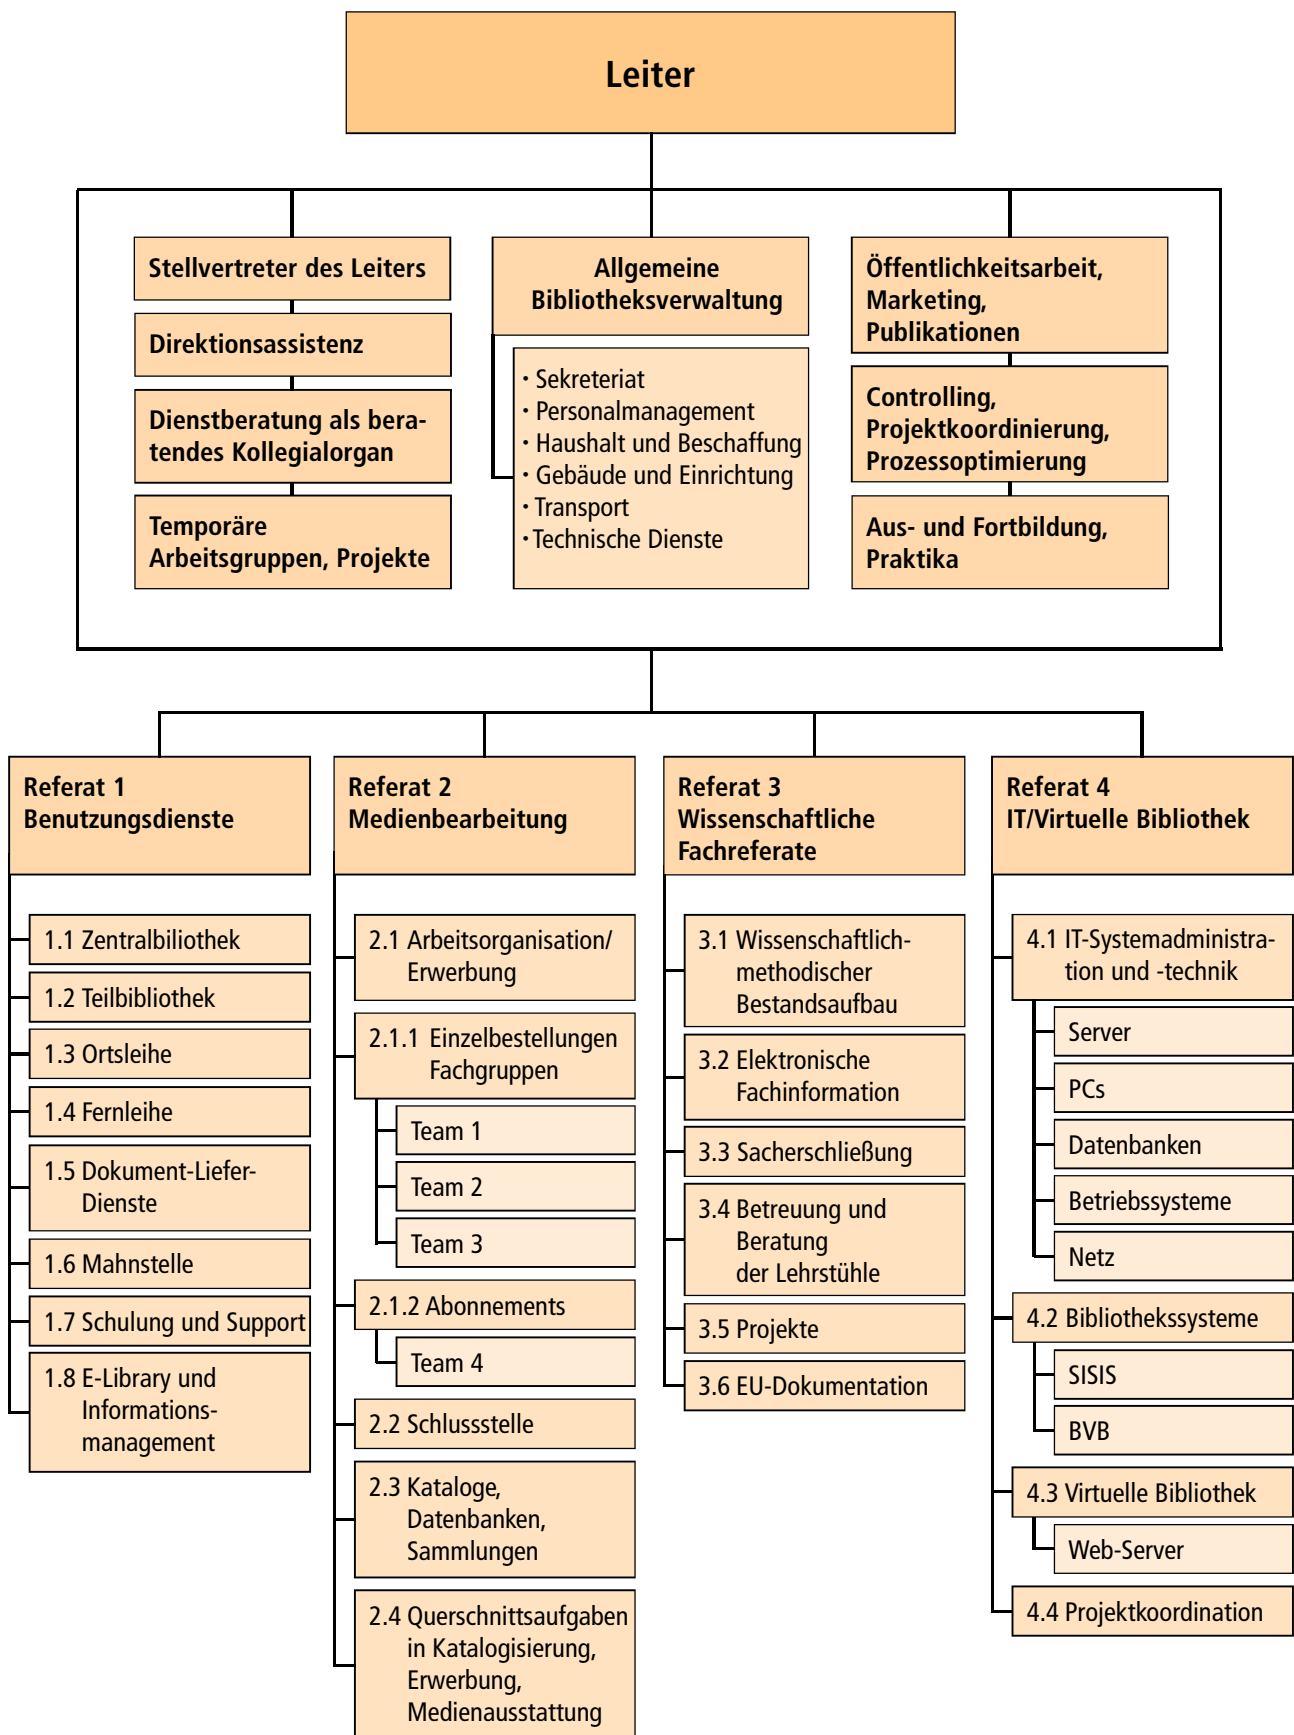 Leiter
Stellvertreter des Leiters
Direktionsassistenz
Dienstberatung als bera-
tendes Kollegialorgan
Temporäre
Arbeitsgruppen, Projekte
Allgemeine
Bibliotheksverwaltung
· Sekreteriat
· Personalmanagement
· Haushalt und Beschaffung
· Gebäude und Einrichtung
· Transport
· Technische Dienste
Öffentlichkeitsarbeit,
Marketing,
Publikationen
Controlling,
Projektkoordinierung,
Prozessoptimierung
Aus- und Fortbildung,
Praktika
Referat 1
Benutzungsdienste
1.1 Zentralbiliothek
1.2 Teilbibliothek
1.3 Ortsleihe
1.4 Fernleihe
1.5 Dokument-Liefer-
Dienste
1.6 Mahnstelle
1.7 Schulung und Support
1.8 E-Library und
Informations-
management
Referat 2
Medienbearbeitung
2.1 Arbeitsorganisation/
Erwerbung
2.1.1 Einzelbestellungen
Fachgruppen
Team 1
Team 2
Team 3
2.1.2 Abonnements
Team 4
2.2 Schlussstelle
2.3 Kataloge,
Datenbanken,
Sammlungen
2.4 Querschnittsaufgaben
in Katalogisierung,
Erwerbung,
Medienausstattung
Referat 3
Wissenschaftliche
Fachreferate
3.1 Wissenschaftlich-
methodischer
Bestandsaufbau
3.2 Elektronische
Fachinformation
3.3 Sacherschließung
3.4 Betreuung und
Beratung
der Lehrstühle
3.5 Projekte
3.6 EU-Dokumentation
Referat 4
IT/Virtuelle Bibliothek
4.1 IT-Systemadministra-
tion und -technik
Server
PCs
Datenbanken
Betriebssysteme
Netz
4.2 Bibliothekssysteme
SISIS
BVB
4.3 Virtuelle Bibliothek
Web-Server
4.4 Projektkoordination